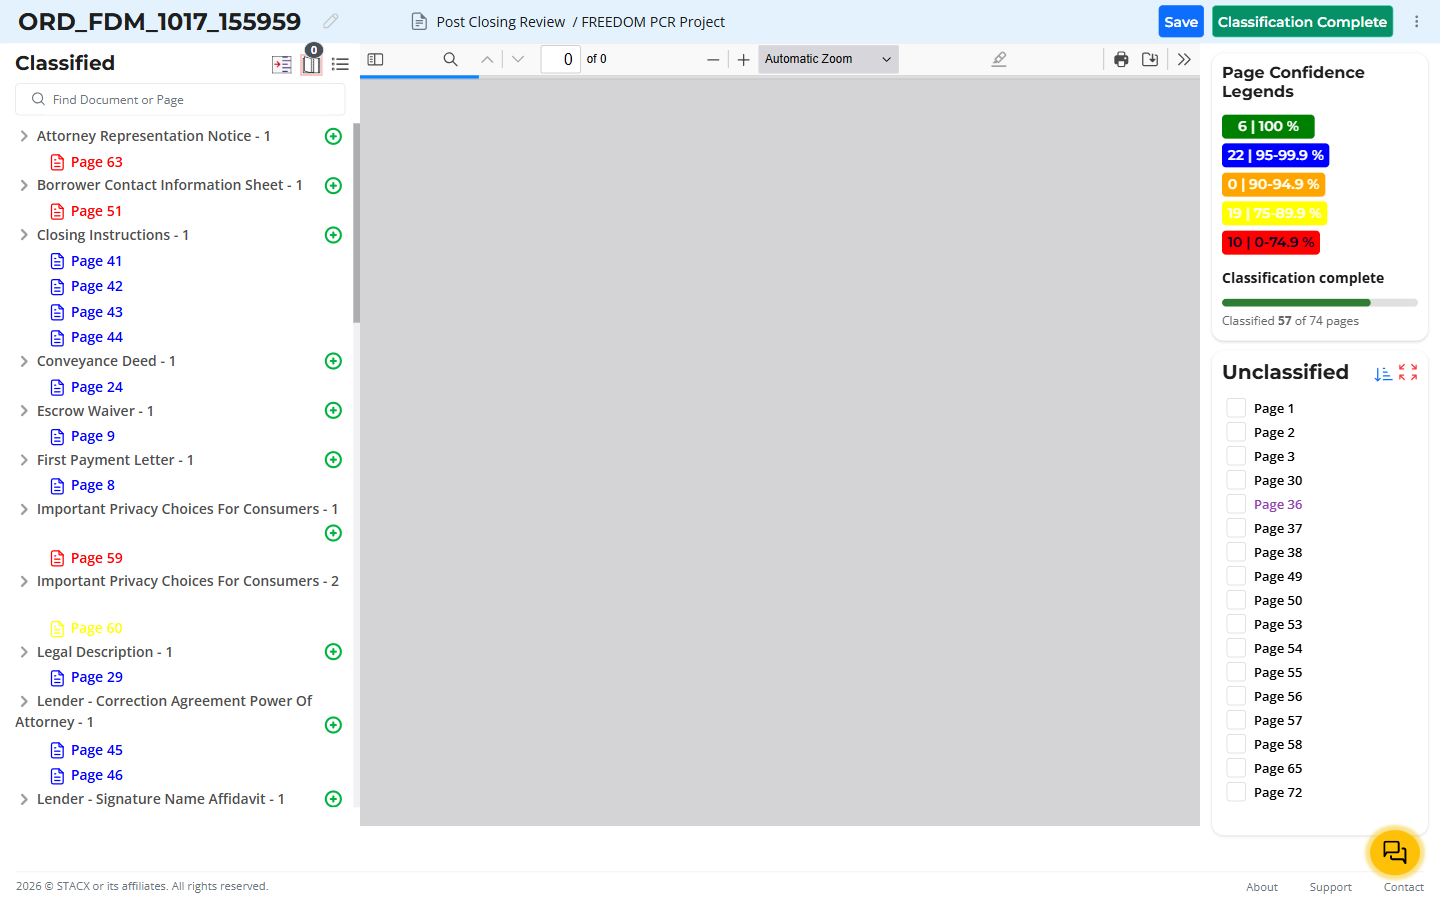 ORD_FDM_1017_155959
Post Closing Review / FREEDOM PCR Project
Save
Classification Complete
Classified
0
0 of 0
Automatic Zoom
Find Document or Page
Attorney Representation Notice - 1
Page 63
Borrower Contact Information Sheet - 1
Page 51
Closing Instructions - 1
Page 41
Page 42
Page 43
Page 44
Conveyance Deed - 1
Page 24
Escrow Waiver - 1
Page 9
First Payment Letter - 1
Page 8
Important Privacy Choices For Consumers - 1
Page 59
Important Privacy Choices For Consumers - 2
Page 60
Legal Description - 1
Page 29
Lender - Correction Agreement Power Of
Attorney - 1
Page 45
Page 46
Lender - Signature Name Affidavit - 1
Page Confidence
Legends
6 | 100 %
22 | 95-99.9 %
0 | 90-94.9 %
19 | 75-89.9 %
10 | 0-74.9 %
Classification complete
Classified 57 of 74 pages
Unclassified
Page 1
Page 2
Page 3
Page 30
Page 36
Page 37
Page 38
Page 49
Page 50
Page 53
Page 54
Page 55
Page 56
Page 57
Page 58
Page 65
Page 72
2026 © STACX or its affiliates. All rights reserved.
About
Support
Contact